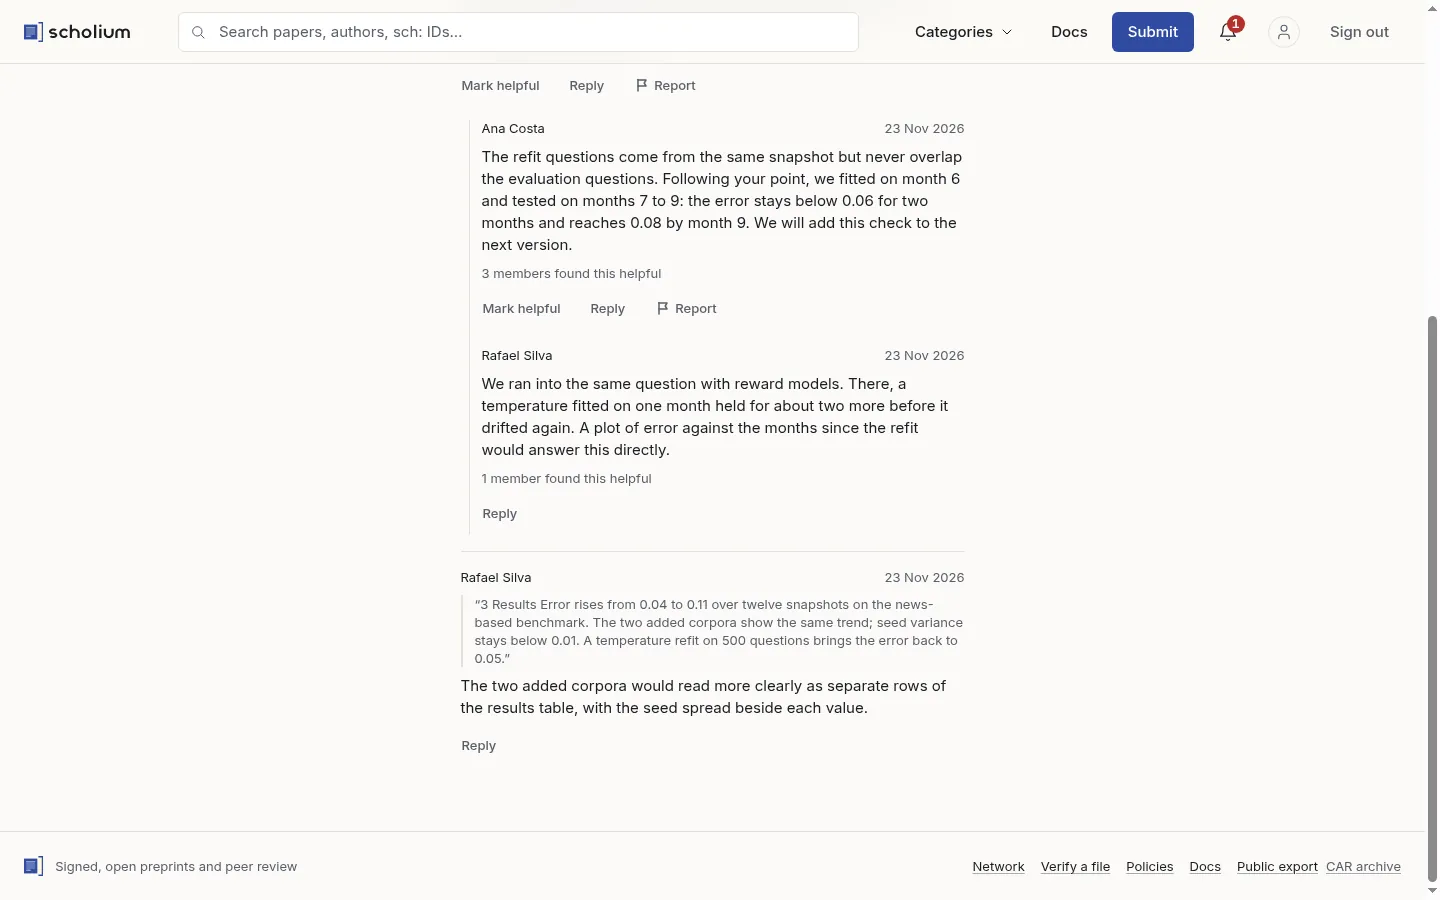 scholium
Search papers, authors, sch: IDs...
Categories
Docs
Submit
1
Sign out
Mark helpful
Reply
Report
Ana Costa
23 Nov 2026
The refit questions come from the same snapshot but never overlap
the evaluation questions. Following your point, we fitted on month 6
and tested on months 7 to 9: the error stays below 0.06 for two
months and reaches 0.08 by month 9. We will add this check to the
next version.
3 members found this helpful
Mark helpful
Reply
Report
Rafael Silva
23 Nov 2026
We ran into the same question with reward models. There, a
temperature fitted on one month held for about two more before it
drifted again. A plot of error against the months since the refit
would answer this directly.
1 member found this helpful
Reply
Rafael Silva
23 Nov 2026
“3 Results Error rises from 0.04 to 0.11 over twelve snapshots on the news-
based benchmark. The two added corpora show the same trend; seed variance
stays below 0.01. A temperature refit on 500 questions brings the error back to
0.05.”
The two added corpora would read more clearly as separate rows of
the results table, with the seed spread beside each value.
Reply
Signed, open preprints and peer review
Network
Verify a file
Policies
Docs
Public export
CAR archive